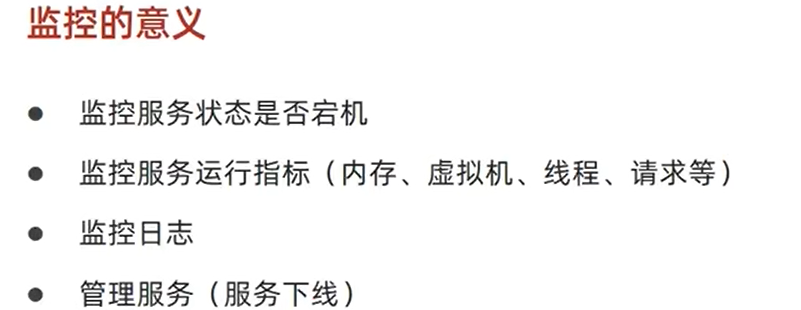 监控的意义
● 监控服务状态是否宕机
● 监控服务运行指标（内存、虚拟机、线程、请求等）
● 监控日志
● 管理服务（服务下线）